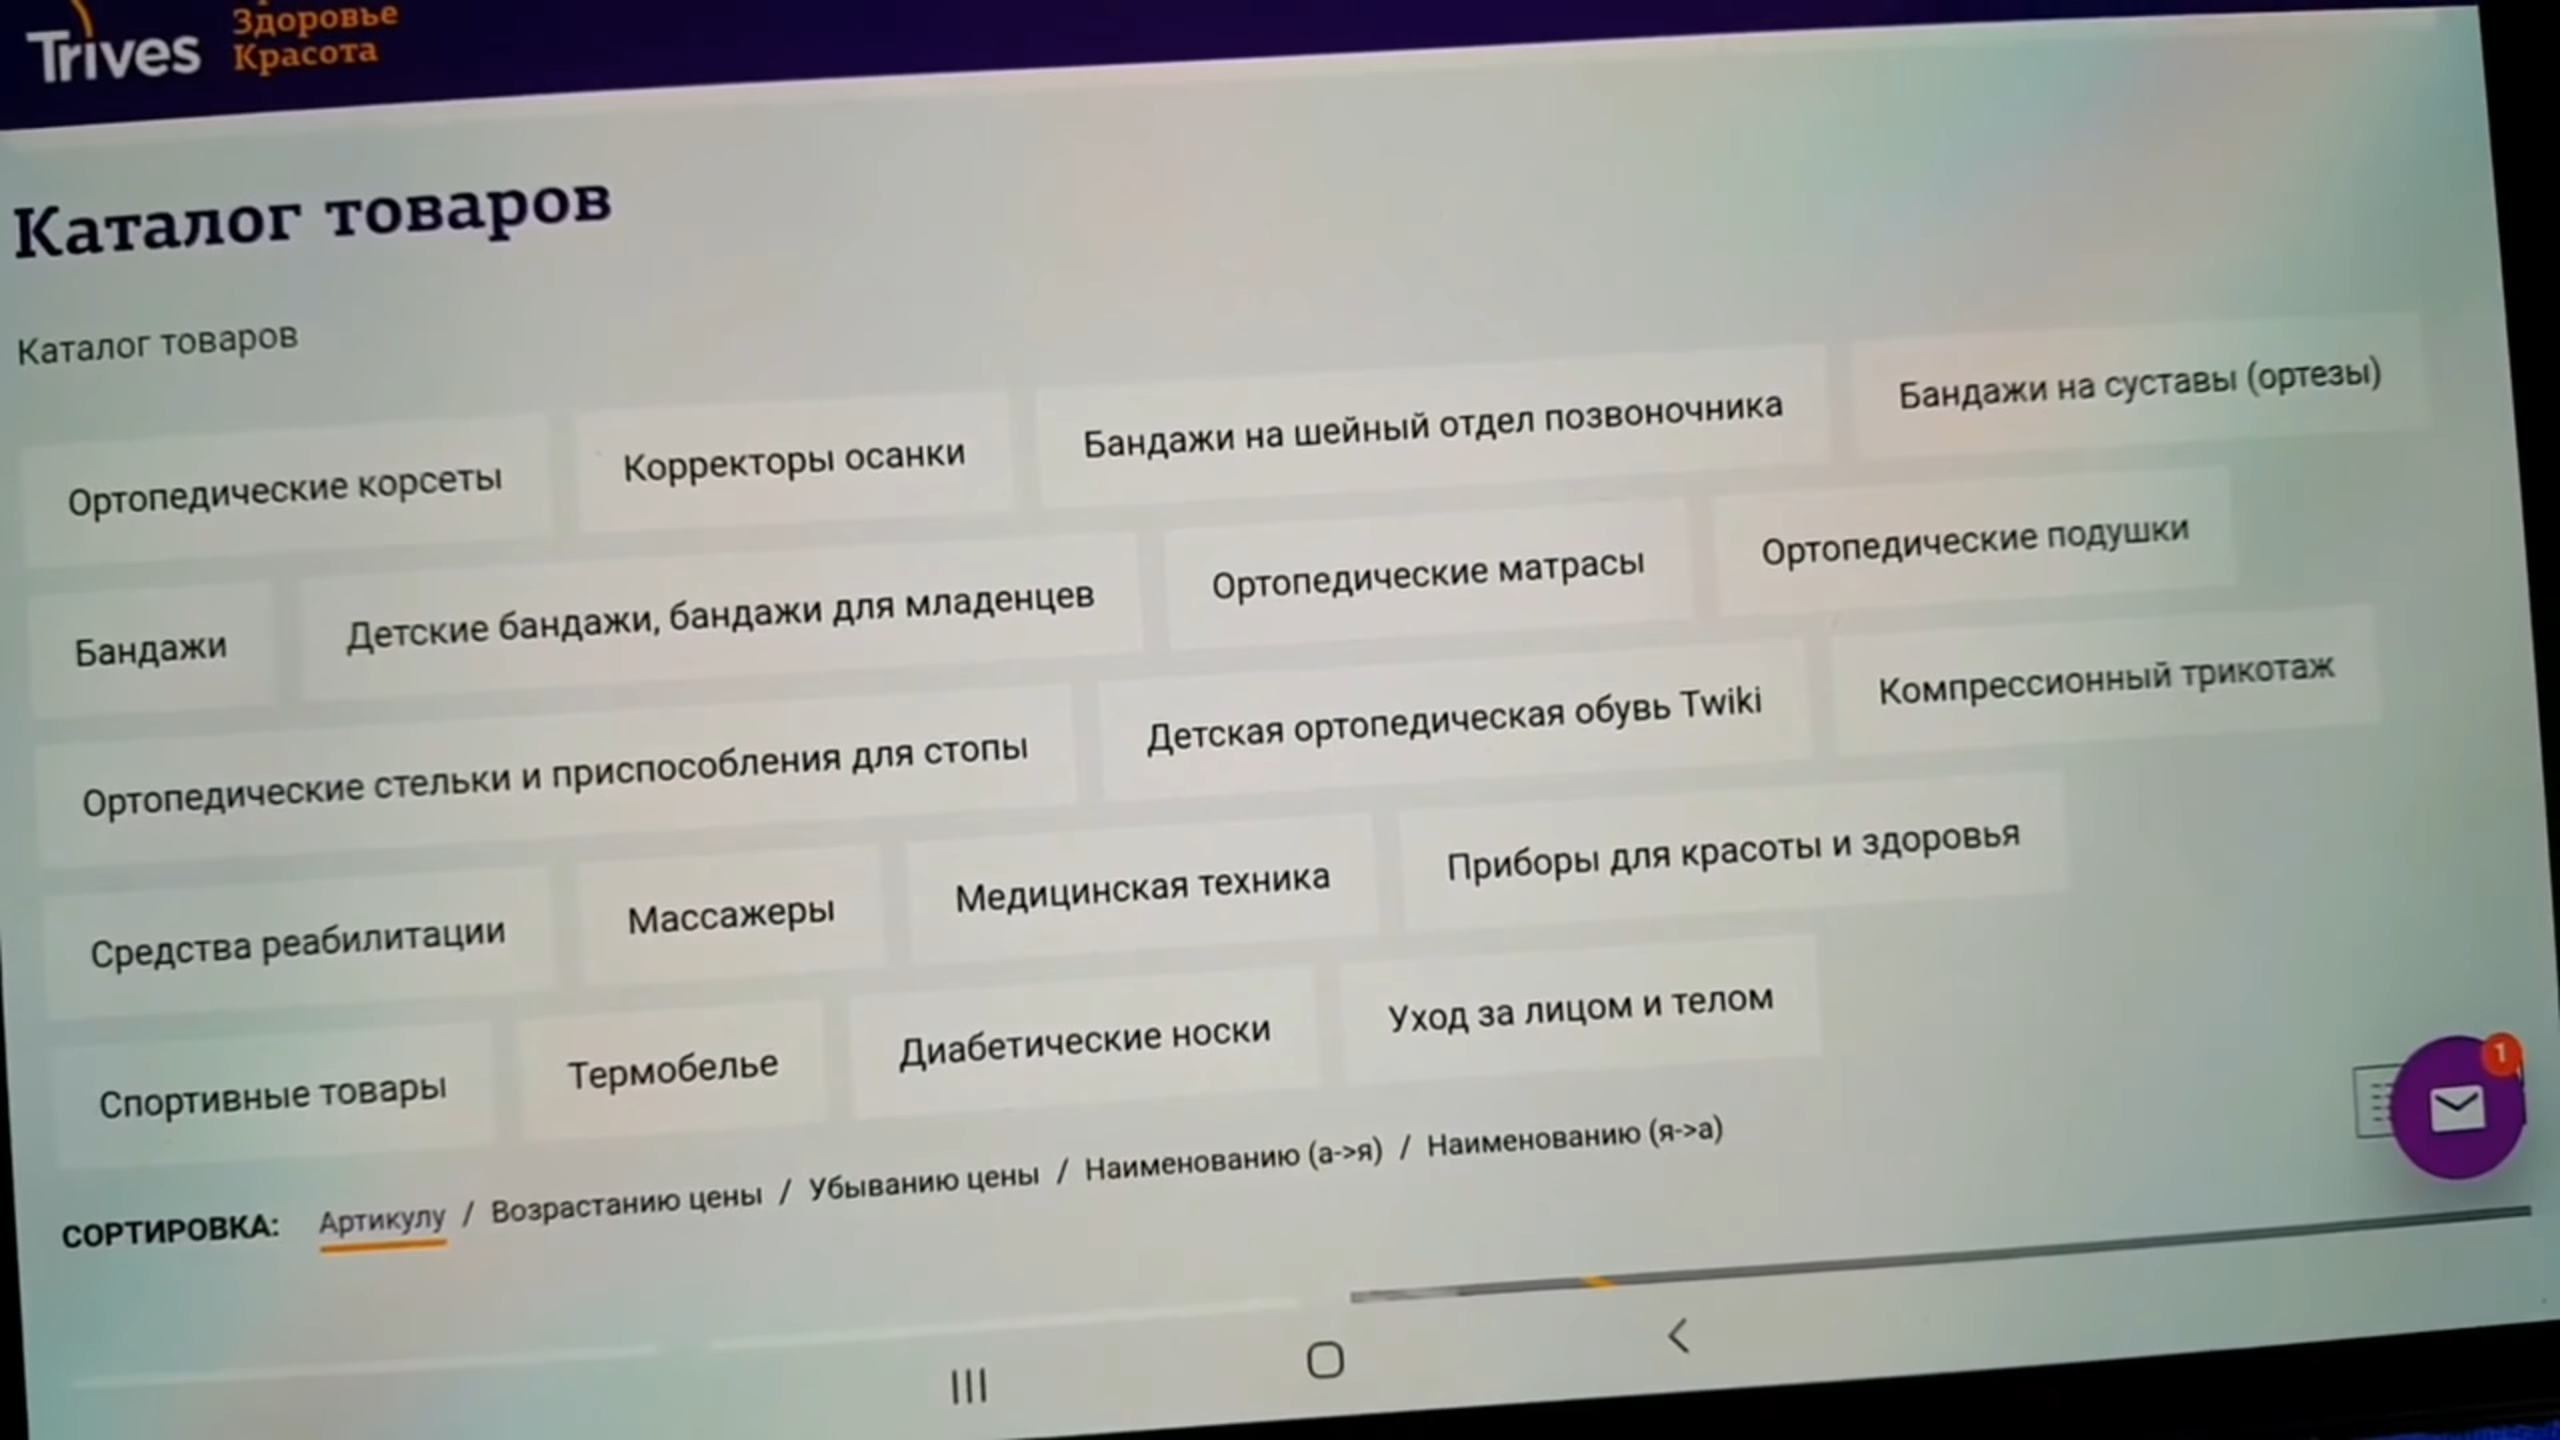 Trives
Здоровье
Красота
Каталог товаров
Каталог товаров
Ортопедические корсеты
Корректоры осанки
Бандажи на шейный отдел позвоночника
Бандажи на суставы (ортезы)
Бандажи
Детские бандажи, бандажи для младенцев
Ортопедические матрасы
Ортопедические подушки
Ортопедические стельки и приспособления для стопы
Детская ортопедическая обувь Twiki
Компрессионный трикотаж
Средства реабилитации
Массажеры
Медицинская техника
Приборы для красоты и здоровья
Спортивные товары
Термобелье
Диабетические носки
Уход за лицом и телом
СОРТИРОВКА: Артикулу / Возрастанию цены / Убыванию цены / Наименованию (а->я) / Наименованию (я->а)
1